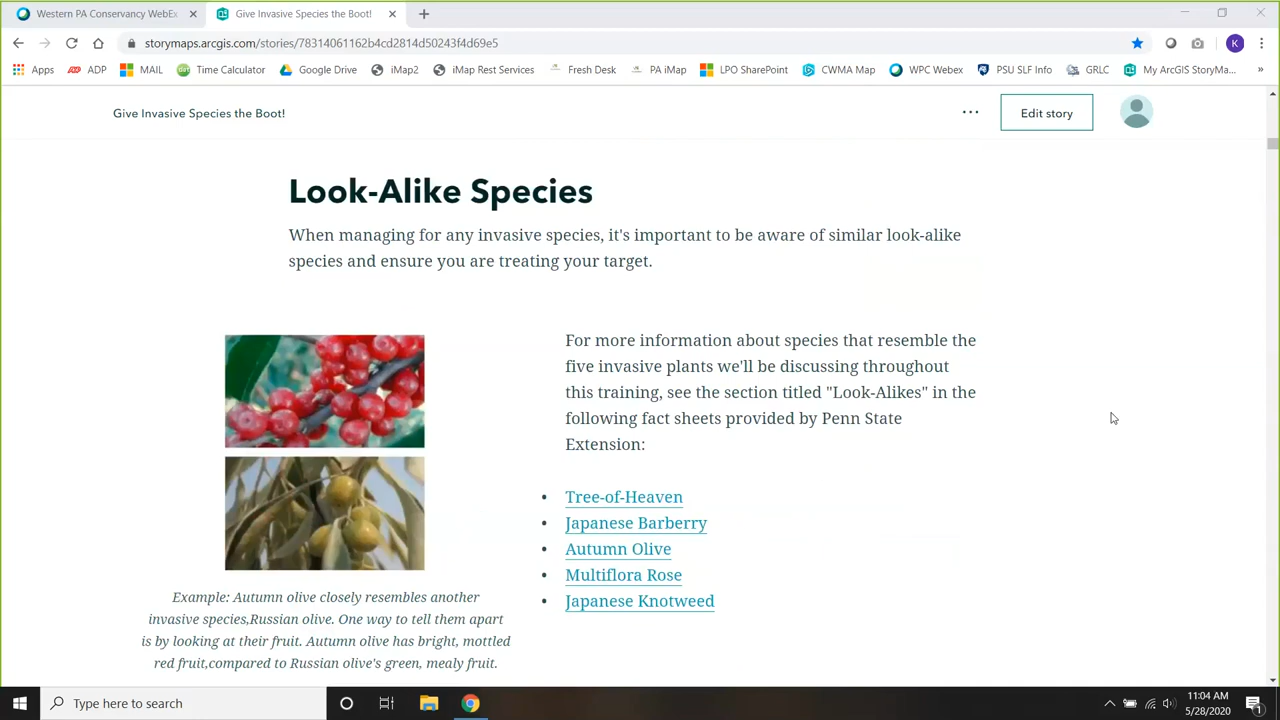 Western PA Conservancy WebEx
Give Invasive Species the Boot!
storymaps.arcgis.com/stories/78314061162b4cd2814d50243f4d69e5
K
Apps
ADP
MAIL
Time Calculator
Google Drive
iMap2
iMap Rest Services
Fresh Desk
PA iMap
LPO SharePoint
CWMA Map
WPC Webex
PSU SLF Info
GRLC
My ArcGIS StoryMa...
»
Give Invasive Species the Boot!
Edit story
Look-Alike Species
When managing for any invasive species, it's important to be aware of similar look-alike
species and ensure you are treating your target.
For more information about species that resemble the
five invasive plants we'll be discussing throughout
this training, see the section titled "Look-Alikes" in the
following fact sheets provided by Penn State
Extension:
• Tree-of-Heaven
• Japanese Barberry
• Autumn Olive
• Multiflora Rose
• Japanese Knotweed
Example: Autumn olive closely resembles another
invasive species,Russian olive. One way to tell them apart
is by looking at their fruit. Autumn olive has bright, mottled
red fruit,compared to Russian olive's green, mealy fruit.
Type here to search
11:04 AM
5/28/2020
1